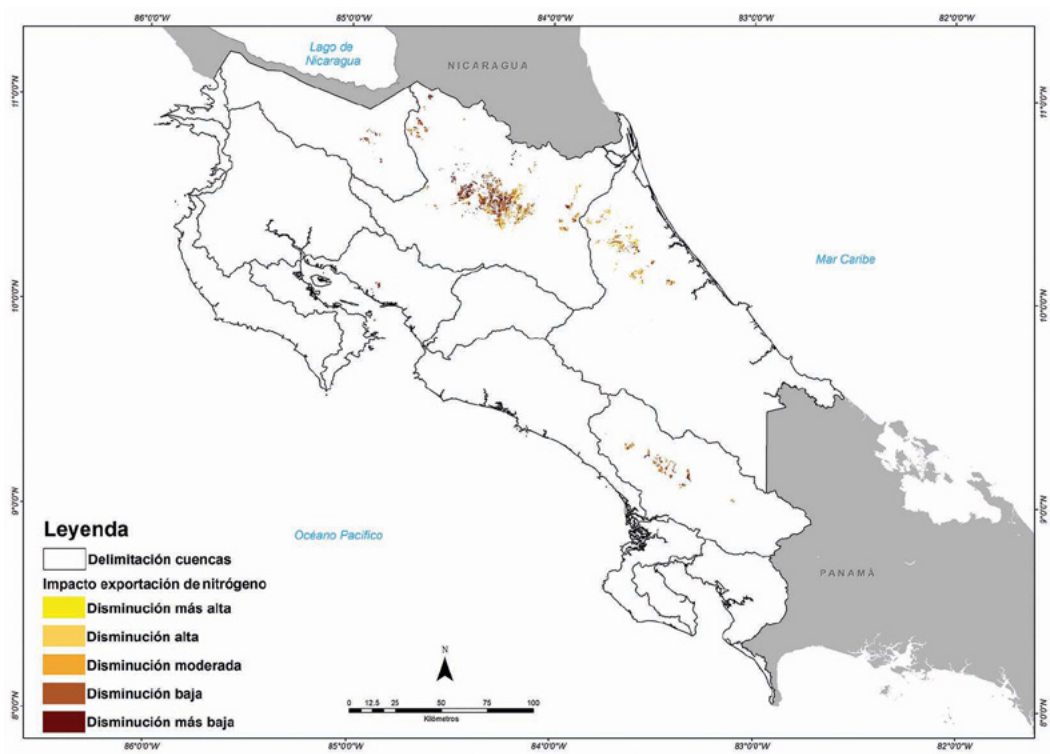 86°0'0"W 85°0'0"W 84°0'0"W 83°0'0"W 82°0'0"W
Lago de
Nicaragua
NICARAGUA
11°0'0"N 11°0'0"N
Mar Caribe
10°0'0"N 10°0'0"N
9°0'0"N 9°0'0"N
Océano Pacífico
PANAMÁ
Leyenda
Delimitación cuencas
Impacto exportación de nitrógeno
Disminución más alta
Disminución alta
Disminución moderada
Disminución baja
Disminución más baja
N
0 12.5 25 50 75 100
Kilómetros
8°0'0"N 8°0'0"N
86°0'0"W 85°0'0"W 84°0'0"W 83°0'0"W 82°0'0"W